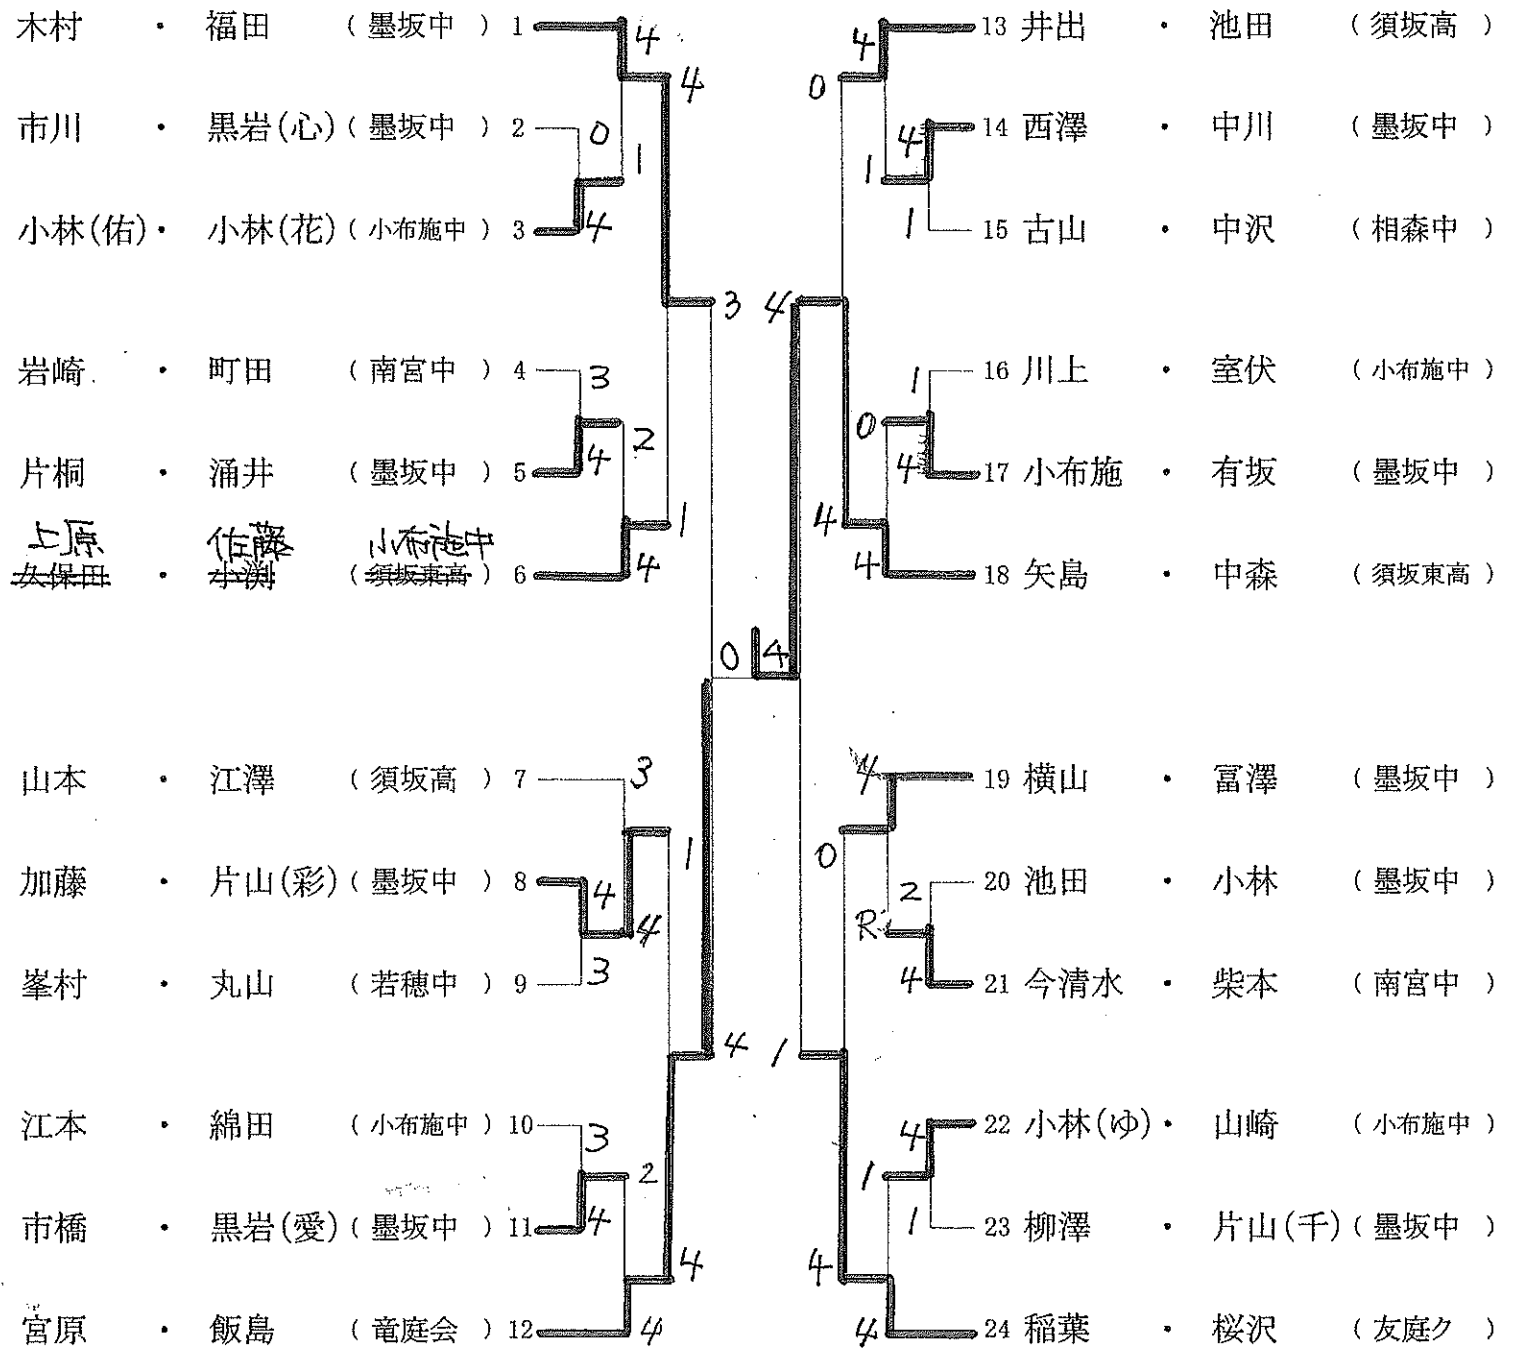 木村 ・ 福田 ( 墨坂中 ) 1
4
4
市川 ・ 黒岩(心) ( 墨坂中 ) 2
0
1
小林(佑)・ 小林(花) ( 小布施中 ) 3
4
3
岩崎 ・ 町田 ( 南宮中 ) 4
3
2
片桐 ・ 涌井 ( 墨坂中 ) 5
4
上原 佐藤 小布施中
久保田 ・ 小渕 ( 須坂東高 ) 6
1
4
0
山本 ・ 江澤 ( 須坂高 ) 7
3
1
加藤 ・ 片山(彩) ( 墨坂中 ) 8
4
4
峯村 ・ 丸山 ( 若穂中 ) 9
3
4
江本 ・ 綿田 ( 小布施中 ) 10
3
2
市橋 ・ 黒岩(愛) ( 墨坂中 ) 11
4
4
宮原 ・ 飯島 ( 竜庭会 ) 12
4
13 井出 ・ 池田 ( 須坂高 )
4
0
14 西澤 ・ 中川 ( 墨坂中 )
4
1
15 古山 ・ 中沢 ( 相森中 )
1
4
16 川上 ・ 室伏 ( 小布施中 )
1
0
17 小布施 ・ 有坂 ( 墨坂中 )
4
4
18 矢島 ・ 中森 ( 須坂東高 )
4
4
19 横山 ・ 冨澤 ( 墨坂中 )
4
0
20 池田 ・ 小林 ( 墨坂中 )
2
R
21 今清水 ・ 柴本 ( 南宮中 )
4
1
22 小林(ゆ)・ 山崎 ( 小布施中 )
4
1
23 柳澤 ・ 片山(千) ( 墨坂中 )
1
4
24 稲葉 ・ 桜沢 ( 友庭ク )
4